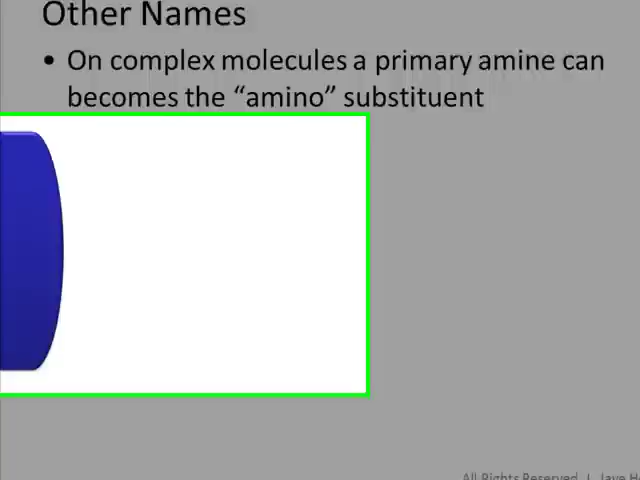 Other Names
• On complex molecules a primary amine can
becomes the “amino” substituent
All Rights Reserved